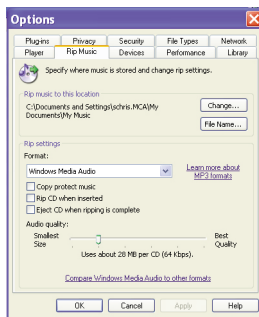 Options
Plug-ins Privacy Security File Types Network
Player Rip Music Devices Performance Library
Specify where music is stored and change rip settings.
Rip music to this location
C:\Documents and Settings\schris.MCA\My Documents\My Music
Change...
File Name...
Rip settings
Format:
Windows Media Audio
Learn more about MP3 formats
Copy protect music
Rip CD when inserted
Eject CD when ripping is complete
Audio quality:
Smallest Size
Best Quality
Uses about 28 MB per CD (64 Kbps).
Compare Windows Media Audio to other formats
OK Cancel Apply Help